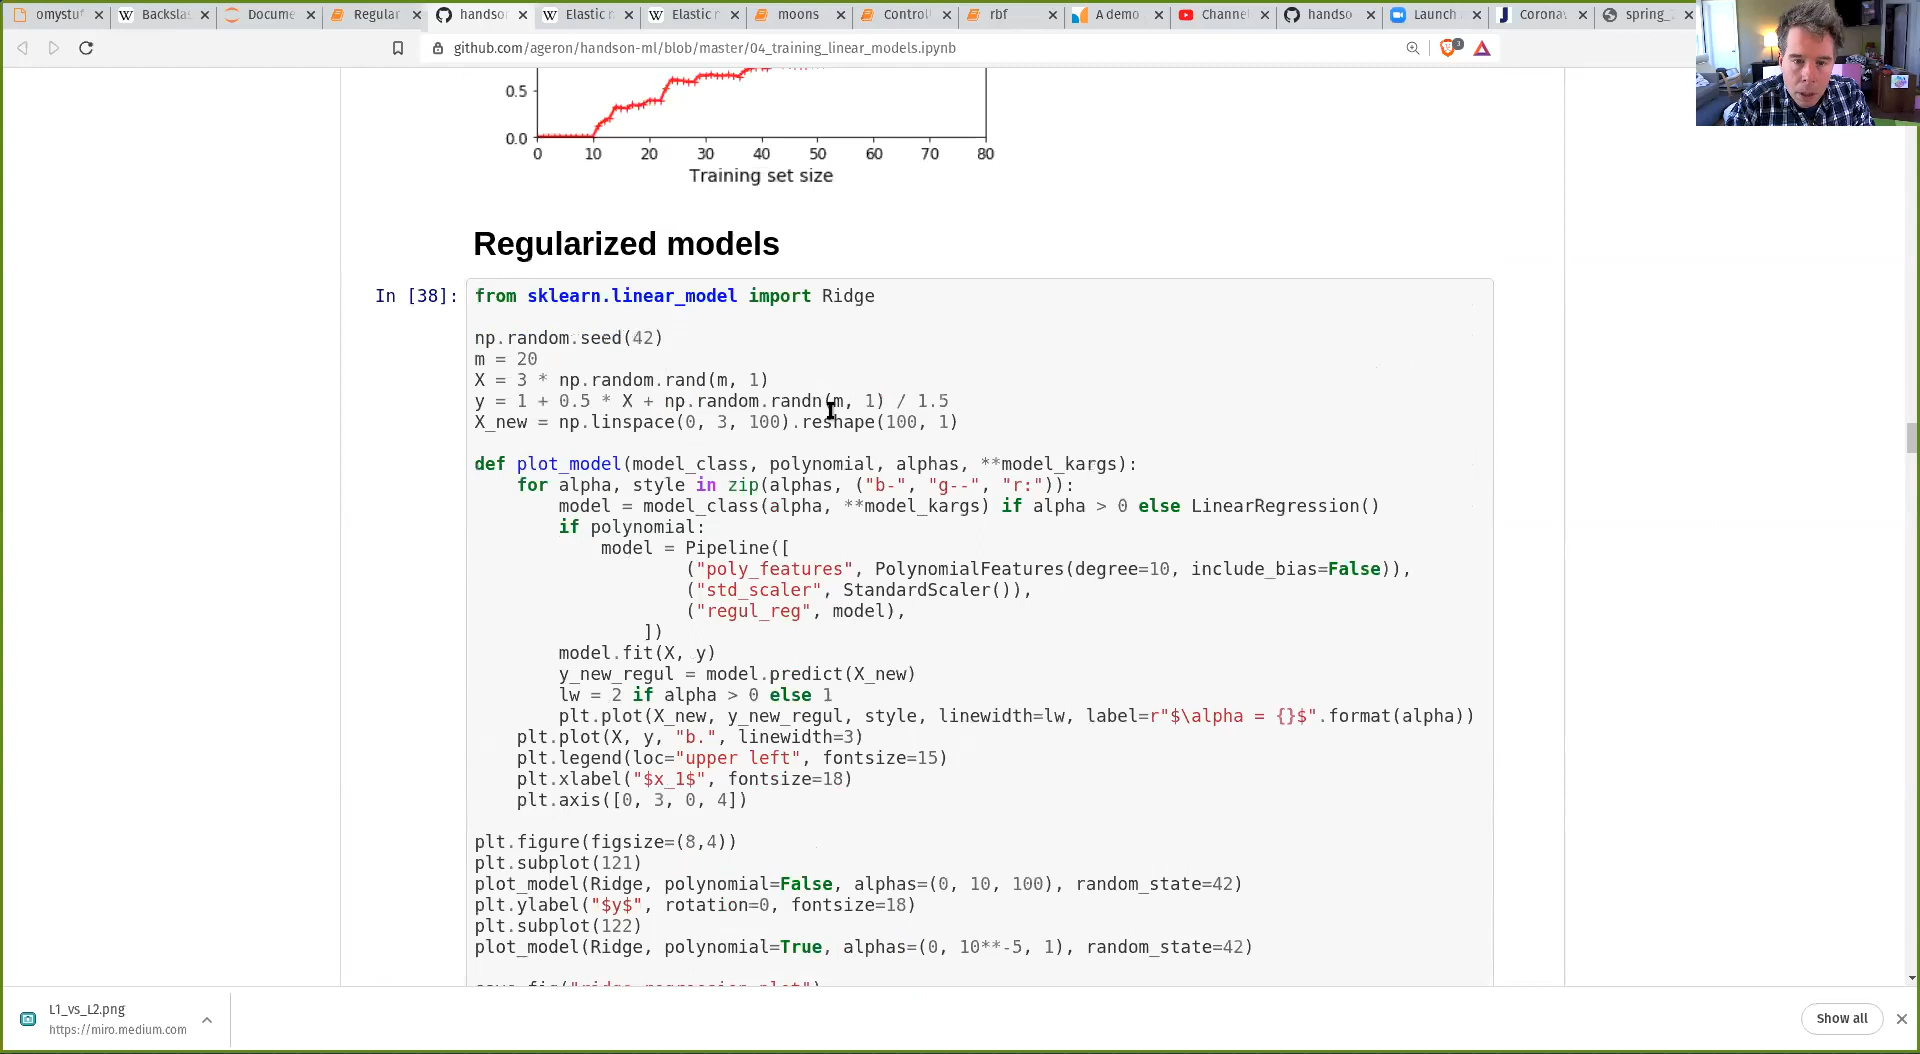 omystuf
Backslas
Docume
Regular
handson
Elastic n
Elastic n
moons
Control
rbf
A demo
Channel
handso
Launch
Corona
spring_
github.com/ageron/handson-ml/blob/master/04_training_linear_models.ipynb
3
0.5
0.0
0 10 20 30 40 50 60 70 80
Training set size
Regularized models
In [38]:
from sklearn.linear_model import Ridge
np.random.seed(42)
m = 20
X = 3 * np.random.rand(m, 1)
y = 1 + 0.5 * X + np.random.randn(m, 1) / 1.5
X_new = np.linspace(0, 3, 100).reshape(100, 1)
def plot_model(model_class, polynomial, alphas, **model_kargs):
for alpha, style in zip(alphas, ("b-", "g--", "r:")):
model = model_class(alpha, **model_kargs) if alpha > 0 else LinearRegression()
if polynomial:
model = Pipeline([
("poly_features", PolynomialFeatures(degree=10, include_bias=False)),
("std_scaler", StandardScaler()),
("regul_reg", model),
])
model.fit(X, y)
y_new_regul = model.predict(X_new)
lw = 2 if alpha > 0 else 1
plt.plot(X_new, y_new_regul, style, linewidth=lw, label=r"$\alpha = {}$".format(alpha))
plt.plot(X, y, "b.", linewidth=3)
plt.legend(loc="upper left", fontsize=15)
plt.xlabel("$x_1$", fontsize=18)
plt.axis([0, 3, 0, 4])
plt.figure(figsize=(8,4))
plt.subplot(121)
plot_model(Ridge, polynomial=False, alphas=(0, 10, 100), random_state=42)
plt.ylabel("$y$", rotation=0, fontsize=18)
plt.subplot(122)
plot_model(Ridge, polynomial=True, alphas=(0, 10**-5, 1), random_state=42)
save_fig("ridge_regression_plot")
L1_vs_L2.png
https://miro.medium.com
Show all